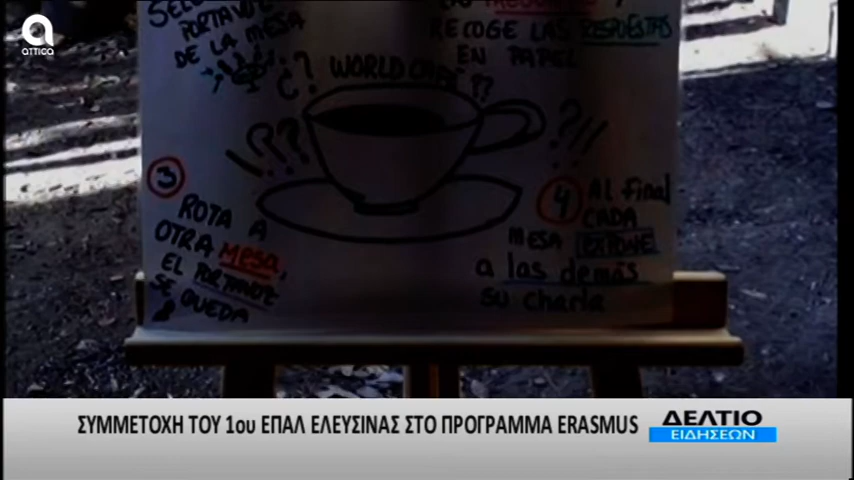 attica
PORTAVOZ
DE LA MESA
RECOGE LAS RESPUESTAS
EN PAPEL
¿? WORLD CAFÉ !?
!??
?!!
3
ROTA A
OTRA MESA,
EL PORTAVOZ
SE QUEDA
4 AL final
CADA
MESA EXPONE
a las demás
su charla
ΣΥΜΜΕΤΟΧΗ ΤΟΥ 1ου ΕΠΑΛ ΕΛΕΥΣΙΝΑΣ ΣΤΟ ΠΡΟΓΡΑΜΜΑ ERASMUS
ΔΕΛΤΙΟ
ΕΙΔΗΣΕΩΝ